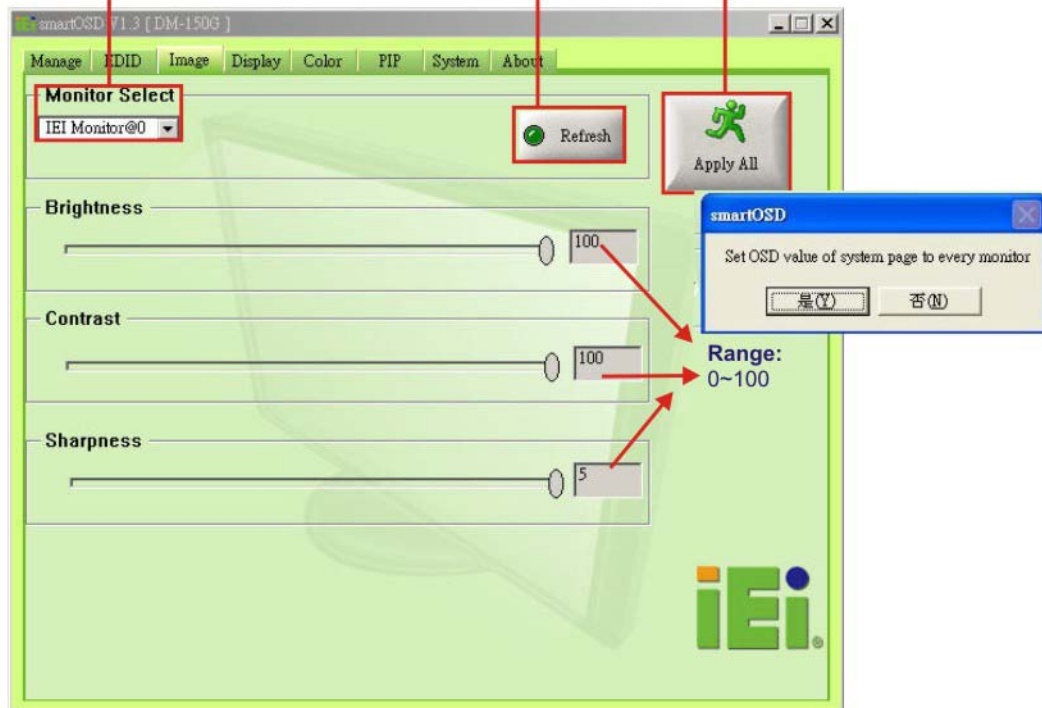 smartOSD V1.3 [ DM-150G ]
Manage EDID Image Display Color PIP System About
Monitor Select
IEI Monitor@0
Refresh
Apply All
Brightness
100
smartOSD
Set OSD value of system page to every monitor
是(Y) 否(N)
Contrast
100
Range:
0~100
Sharpness
5
iEi®